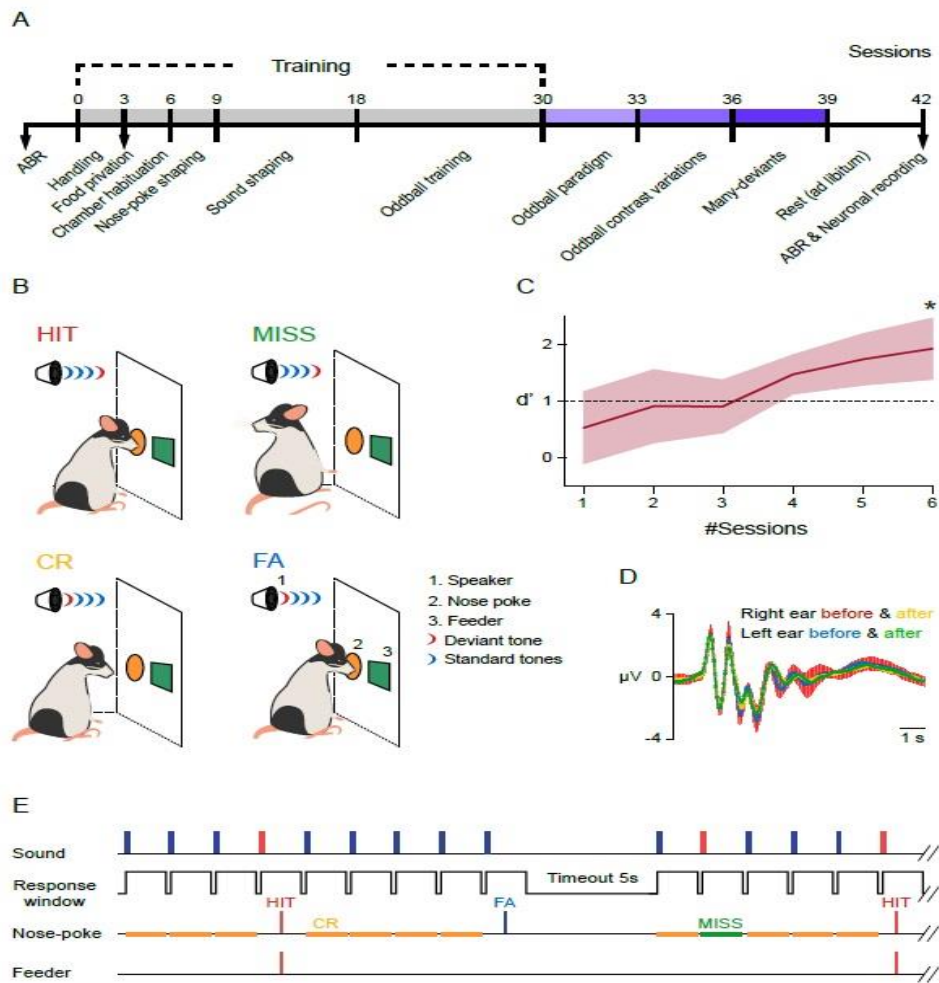 A
Sessions
Training
0 3 6 9 18 30 33 36 39 42
ABR
Handling
Food privation
Chamber habituation
Nose-poke shaping
Sound shaping
Oddball training
Oddball paradigm
Oddball contrast variations
Many-deviants
Rest (ad libitum)
ABR & Neuronal recording
B
HIT
MISS
CR
FA
1
2
3
1. Speaker
2. Nose poke
3. Feeder
Deviant tone
Standard tones
C
*
2
d' 1
0
1 2 3 4 5 6
#Sessions
D
4
Right ear before & after
Left ear before & after
µV 0
-4
1 s
E
Sound
Response
window
Timeout 5s
HIT
FA
HIT
Nose-poke
CR
MISS
Feeder